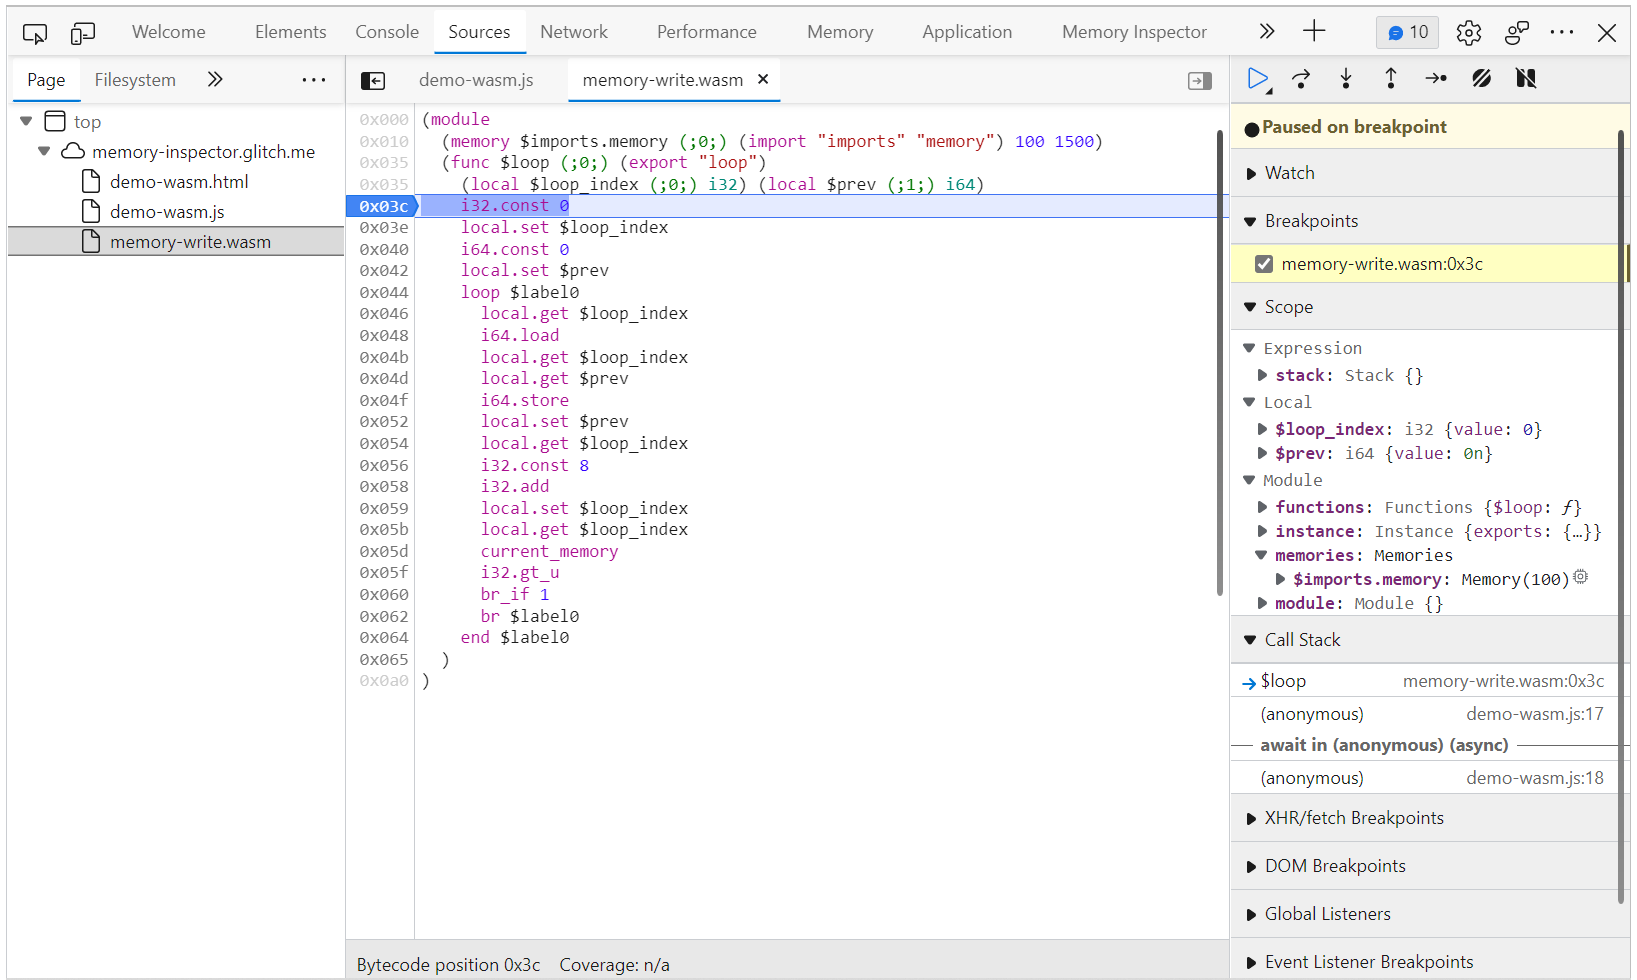 Welcome Elements Console Sources Network Performance Memory Application Memory Inspector 10
Page Filesystem
top
memory-inspector.glitch.me
demo-wasm.html
demo-wasm.js
memory-write.wasm
demo-wasm.js memory-write.wasm
0x000 (module
0x010 (memory $imports.memory (;0;) (import "imports" "memory") 100 1500)
0x035 (func $loop (;0;) (export "loop")
0x035 (local $loop_index (;0;) i32) (local $prev (;1;) i64)
0x03c i32.const 0
0x03e local.set $loop_index
0x040 i64.const 0
0x042 local.set $prev
0x044 loop $label0
0x046 local.get $loop_index
0x048 i64.load
0x04b local.get $loop_index
0x04d local.get $prev
0x04f i64.store
0x052 local.set $prev
0x054 local.get $loop_index
0x056 i32.const 8
0x058 i32.add
0x059 local.set $loop_index
0x05b local.get $loop_index
0x05d current_memory
0x05f i32.gt_u
0x060 br_if 1
0x062 br $label0
0x064 end $label0
0x065 )
0x0a0 )
Bytecode position 0x3c Coverage: n/a
Paused on breakpoint
Watch
Breakpoints
memory-write.wasm:0x3c
Scope
Expression
stack: Stack {}
Local
$loop_index: i32 {value: 0}
$prev: i64 {value: 0n}
Module
functions: Functions {$loop: ƒ}
instance: Instance {exports: {…}}
memories: Memories
$imports.memory: Memory(100)
module: Module {}
Call Stack
$loop memory-write.wasm:0x3c
(anonymous) demo-wasm.js:17
await in (anonymous) (async)
(anonymous) demo-wasm.js:18
XHR/fetch Breakpoints
DOM Breakpoints
Global Listeners
Event Listener Breakpoints